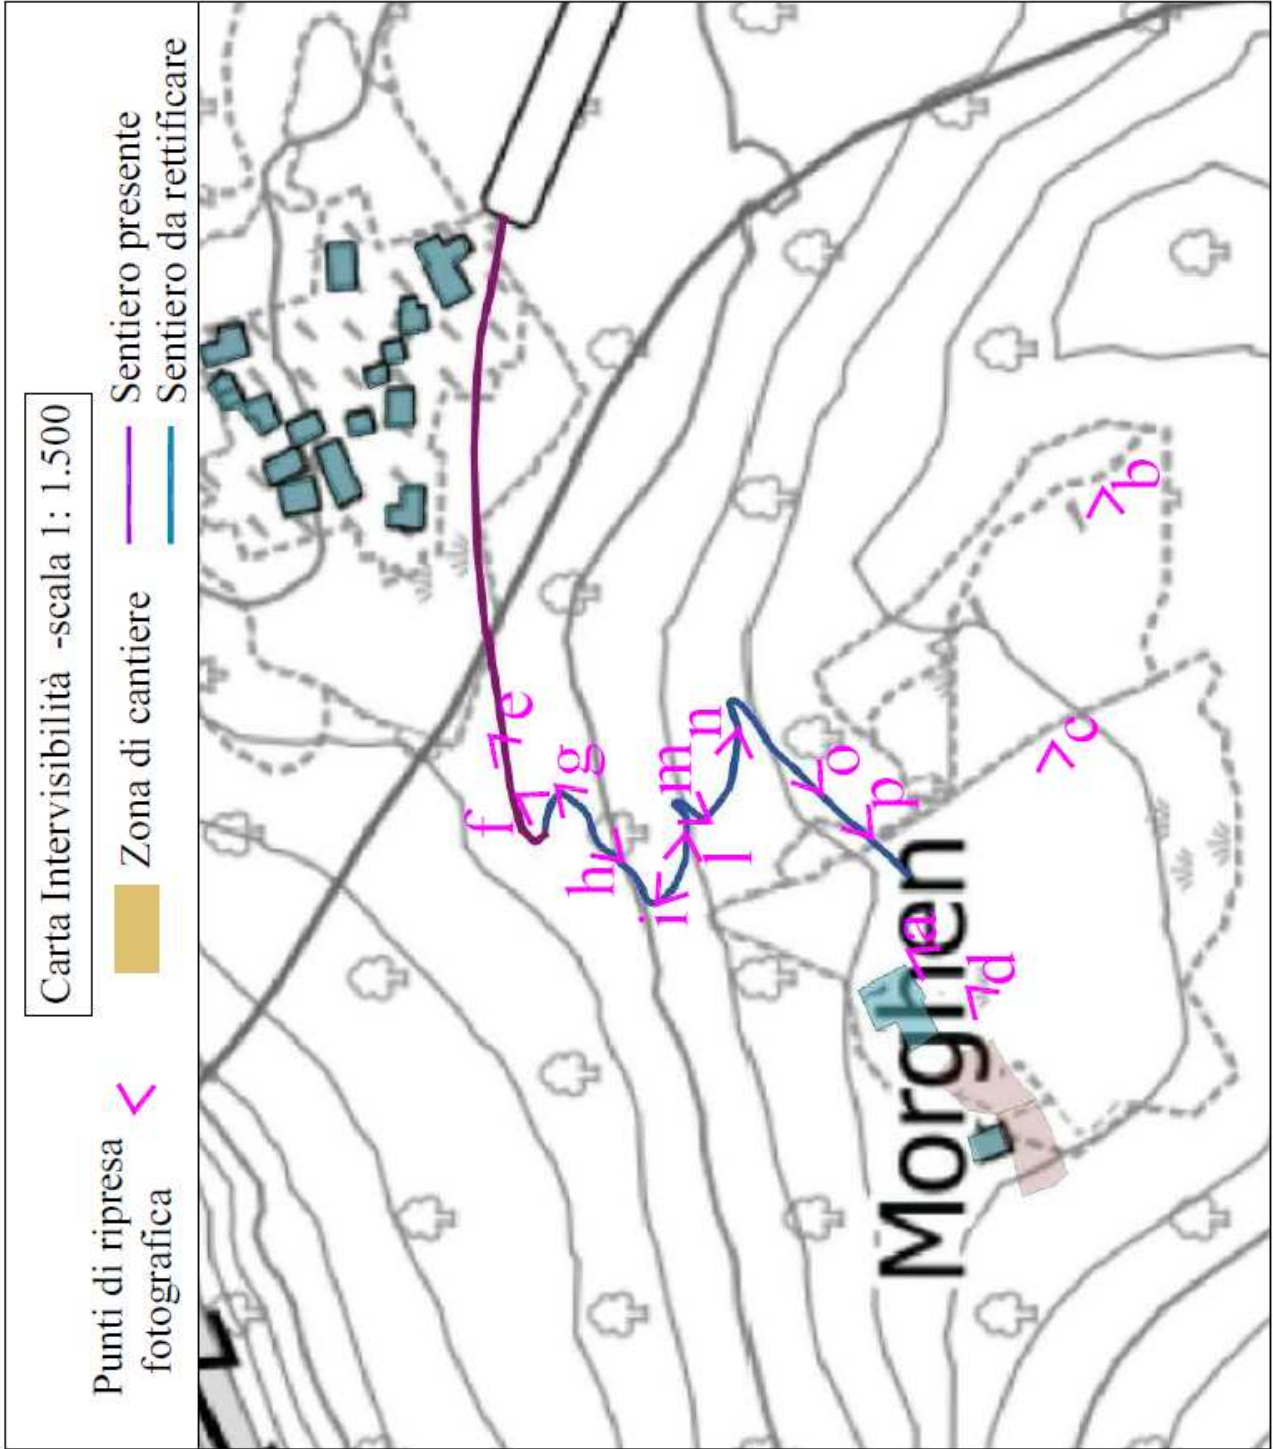 Carta Intervisibilità -scala 1: 1.500
Punti di ripresa
fotografica
Zona di cantiere
Sentiero presente
Sentiero da rettificare
e
f
g
h
i
l
m
n
o
p
a
d
c
b
Morghen